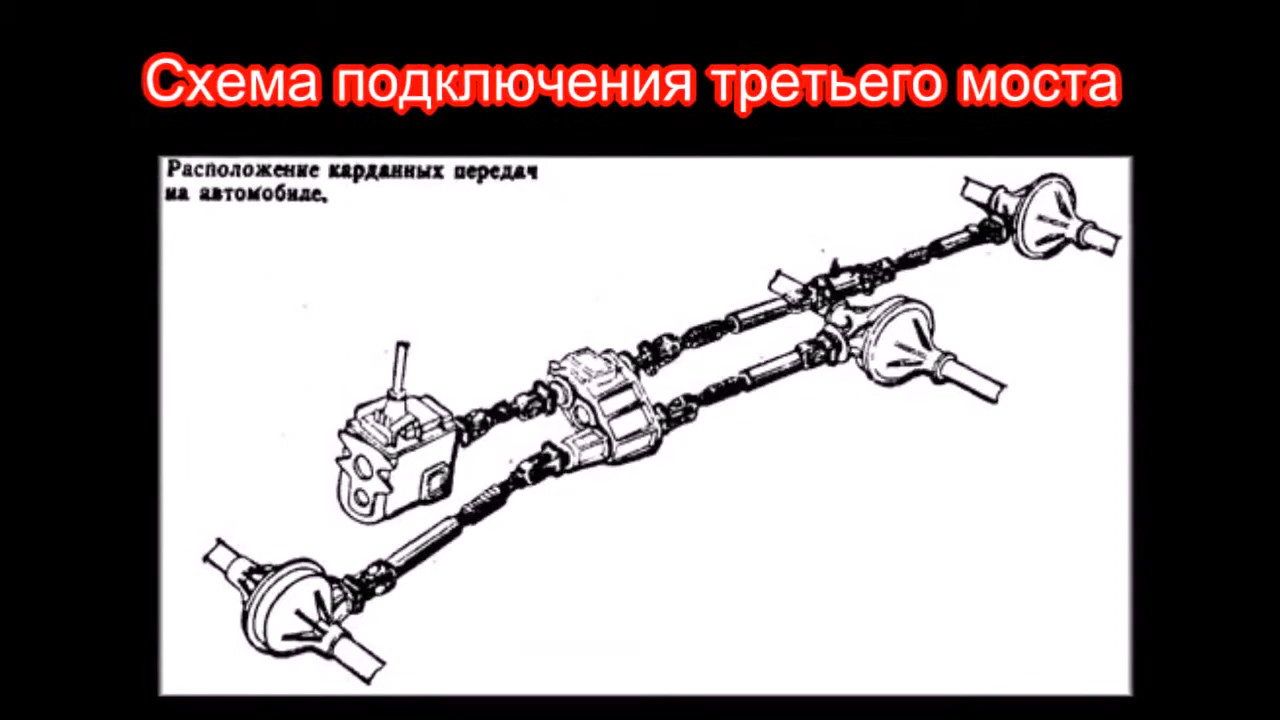 Схема подключения третьего моста
Расположение карданных передач
на автомобиле.